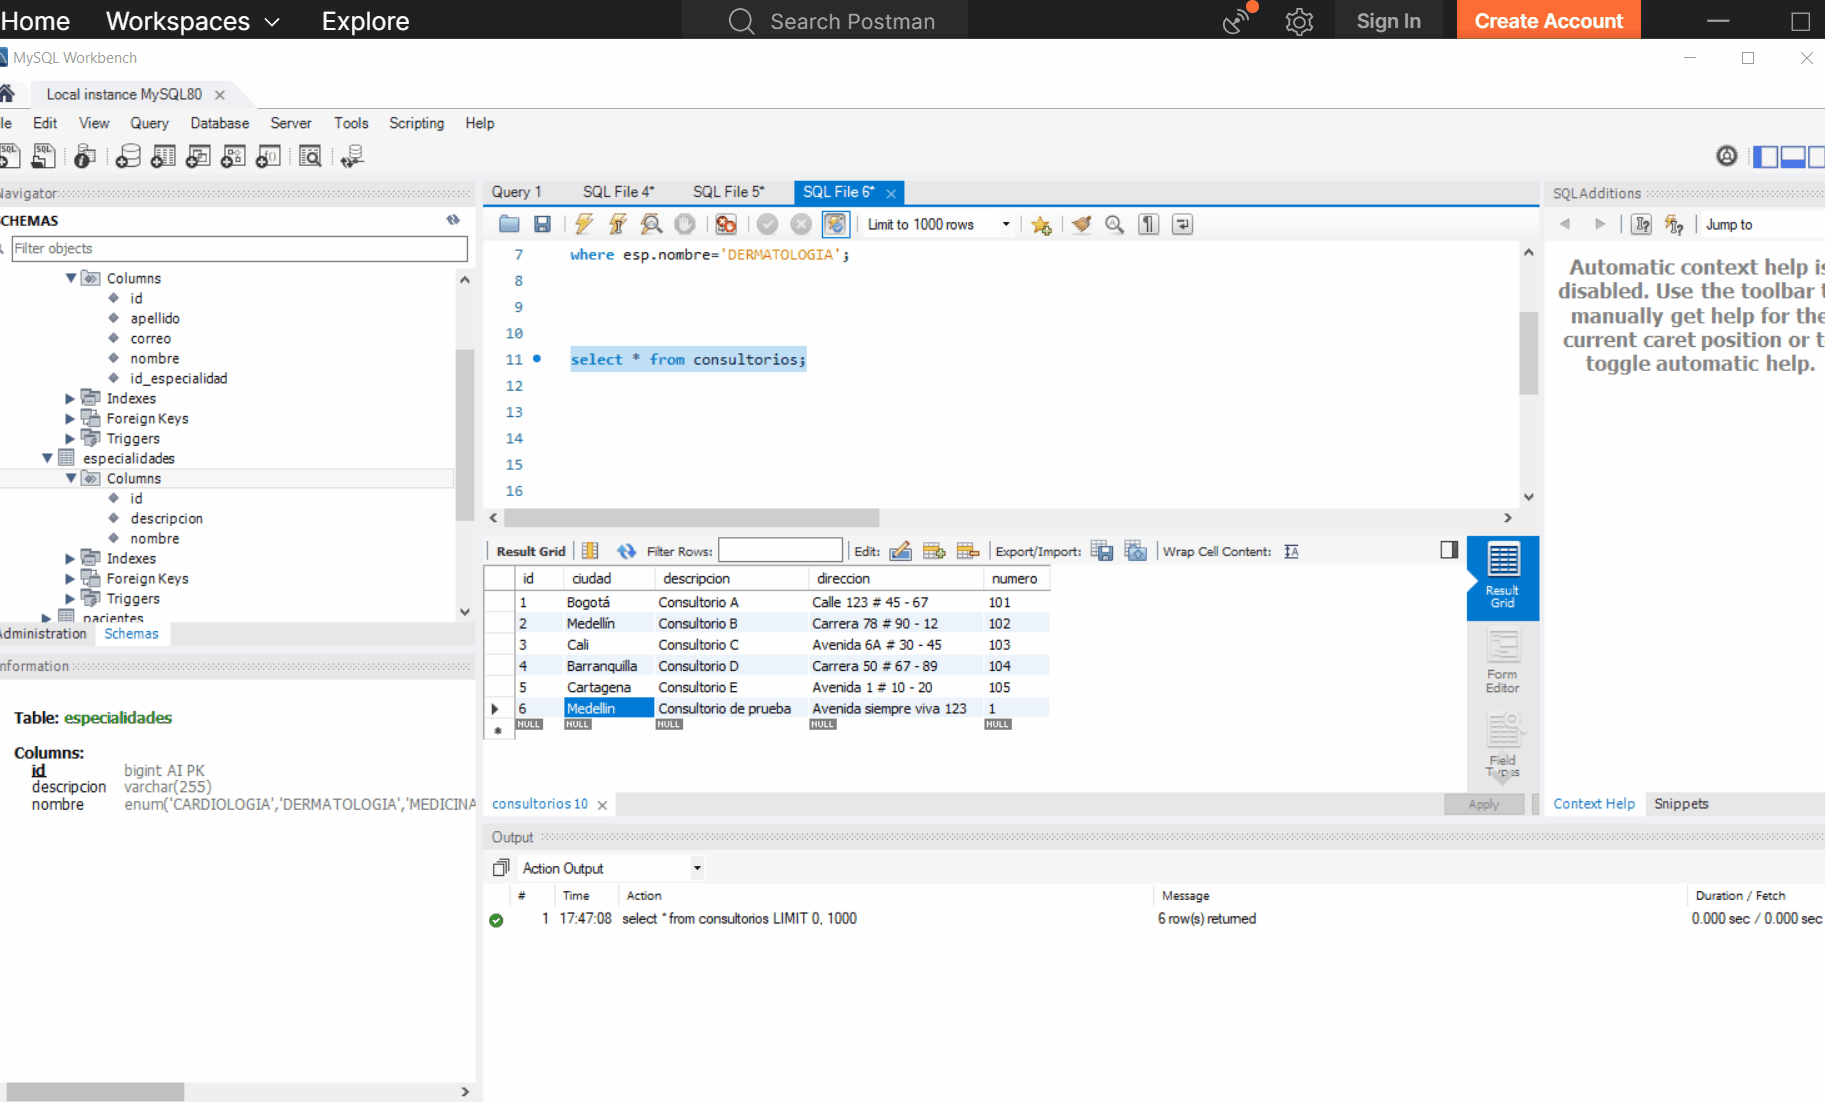 Home Workspaces Explore Search Postman Sign In Create Account
MySQL Workbench
Local instance MySQL80
le Edit View Query Database Server Tools Scripting Help
Navigator
SCHEMAS
Filter objects
Columns
id
apellido
correo
nombre
id_especialidad
Indexes
Foreign Keys
Triggers
especialidades
Columns
id
descripcion
nombre
Indexes
Foreign Keys
Triggers
pacientes
Administration Schemas
Information
Table: especialidades
Columns:
id bigint AI PK
descripcion varchar(255)
nombre enum('CARDIOLOGIA','DERMATOLOGIA','MEDICINA
Query 1 SQL File 4* SQL File 5* SQL File 6*
Limit to 1000 rows
7 where esp.nombre='DERMATOLOGIA';
8
9
10
11 select * from consultorios;
12
13
14
15
16
Result Grid Filter Rows: Edit: Export/Import: Wrap Cell Content:
id ciudad descripcion direccion numero
1 Bogotá Consultorio A Calle 123 # 45 - 67 101
2 Medellín Consultorio B Carrera 78 # 90 - 12 102
3 Cali Consultorio C Avenida 6A # 30 - 45 103
4 Barranquilla Consultorio D Carrera 50 # 67 - 89 104
5 Cartagena Consultorio E Avenida 1 # 10 - 20 105
6 Medellin Consultorio de prueba Avenida siempre viva 123 1
NULL NULL NULL NULL NULL
Result
Grid
Form
Editor
Field
Types
consultorios 10
Apply
SQLAdditions
Jump to
Automatic context help is
disabled. Use the toolbar t
manually get help for the
current caret position or t
toggle automatic help.
Context Help Snippets
Output
Action Output
# Time Action Message Duration / Fetch
1 17:47:08 select * from consultorios LIMIT 0, 1000 6 row(s) returned 0.000 sec / 0.000 sec